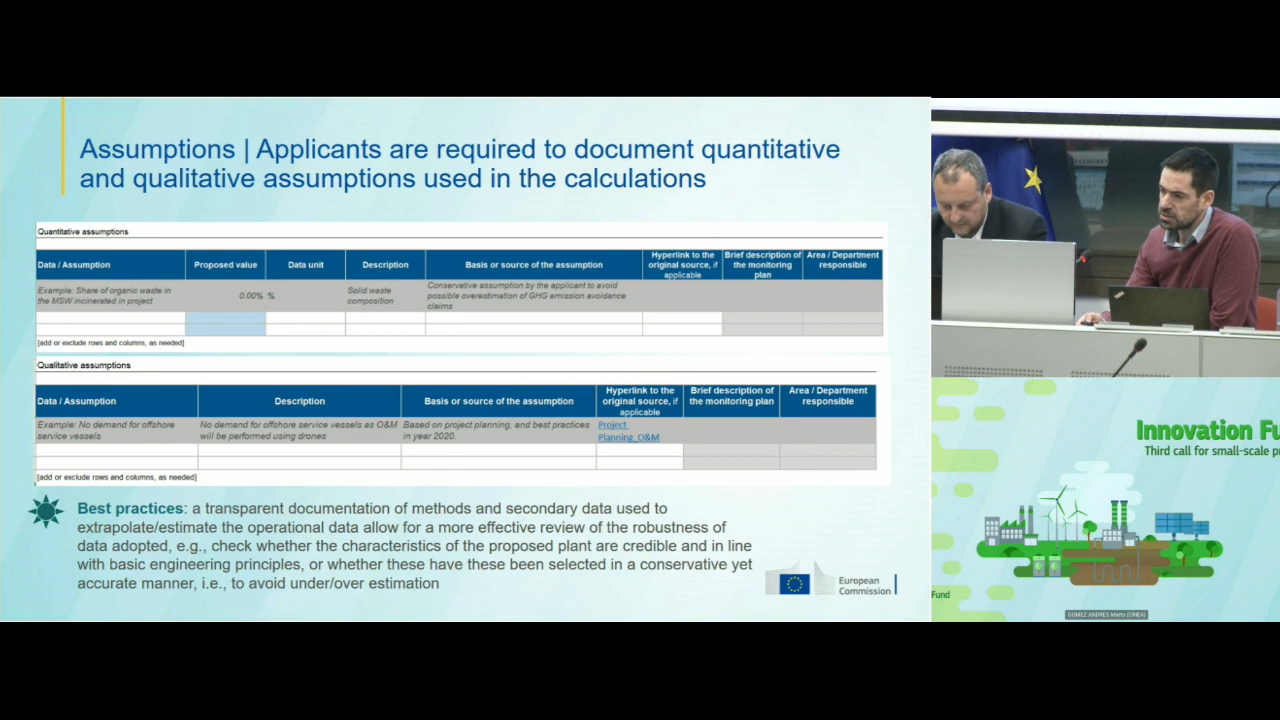 Assumptions | Applicants are required to document quantitative
and qualitative assumptions used in the calculations
Quantitative assumptions
Data / Assumption
Proposed value
Data unit
Description
Basis or source of the assumption
Hyperlink to the
original source, if
applicable
Brief description of
the monitoring
plan
Area / Department
responsible
Example: Share of organic waste in
the MSW incinerated in project
0.00% %
Solid waste
composition
Conservative assumption by the applicant to avoid
possible overestimation of GHG emission avoidance
claims
[add or exclude rows and columns, as needed]
Qualitative assumptions
Data / Assumption
Description
Basis or source of the assumption
Hyperlink to the
original source, if
applicable
Brief description of
the monitoring plan
Area / Department
responsible
Example: No demand for offshore
service vessels
No demand for offshore service vessels as O&M
will be performed using drones
Based on project planning, and best practices
in year 2020.
Project
Planning_O&M
[add or exclude rows and columns, as needed]
Best practices: a transparent documentation of methods and secondary data used to
extrapolate/estimate the operational data allow for a more effective review of the robustness of
data adopted, e.g., check whether the characteristics of the proposed plant are credible and in line
with basic engineering principles, or whether these have these been selected in a conservative yet
accurate manner, i.e., to avoid under/over estimation
European
Commission
Innovation Fu
Third call for small-scale pr
Fund
GOMEZ ANDRES Marta (CINEA)